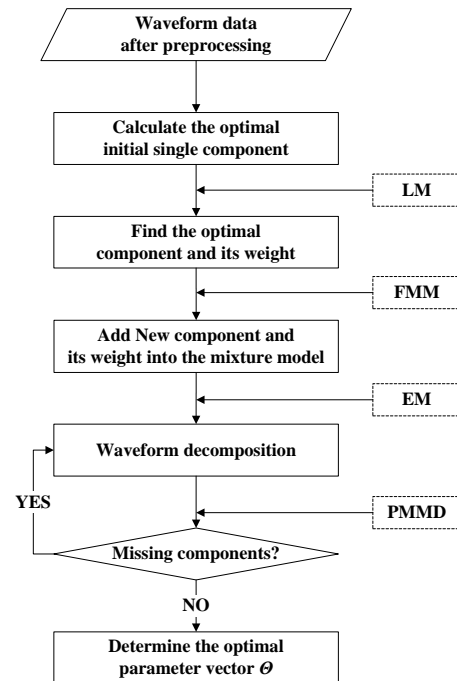 Waveform data
after preprocessing
Calculate the optimal
initial single component
LM
Find the optimal
component and its weight
FMM
Add New component and
its weight into the mixture model
EM
Waveform decomposition
YES
PMMD
Missing components?
NO
Determine the optimal
parameter vector Θ